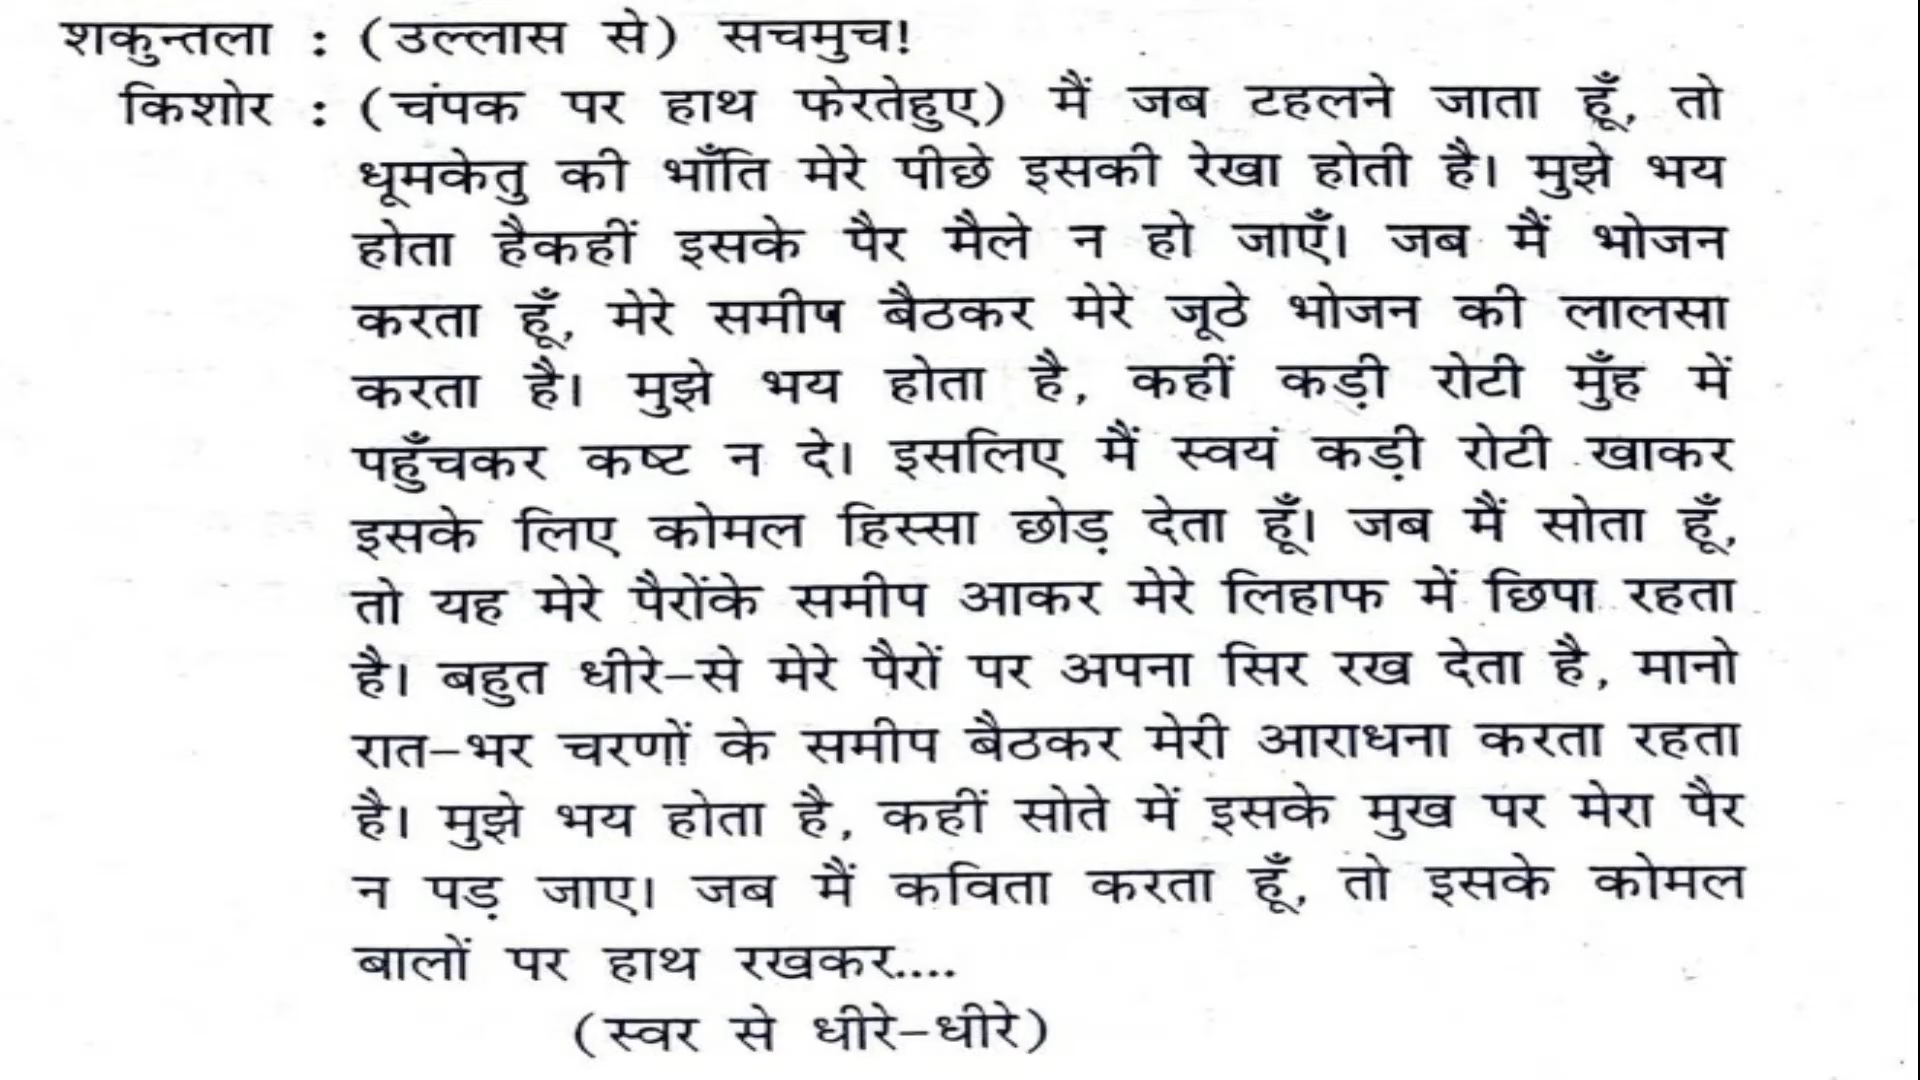 शकुन्तला : (उल्लास से) सचमुच!
किशोर : (चंपक पर हाथ फेरतेहुए) मैं जब टहलने जाता हूँ, तो
धूमकेतु की भाँति मेरे पीछे इसकी रेखा होती है। मुझे भय
होता हैकहीं इसके पैर मैले न हो जाएँ। जब मैं भोजन
करता हूँ, मेरे समीप बैठकर मेरे जूठे भोजन की लालसा
करता है। मुझे भय होता है, कहीं कड़ी रोटी मुँह में
पहुँचकर कष्ट न दे। इसलिए मैं स्वयं कड़ी रोटी खाकर
इसके लिए कोमल हिस्सा छोड़ देता हूँ। जब मैं सोता हूँ,
तो यह मेरे पैरोंके समीप आकर मेरे लिहाफ में छिपा रहता
है। बहुत धीरे-से मेरे पैरों पर अपना सिर रख देता है, मानो
रात-भर चरणों के समीप बैठकर मेरी आराधना करता रहता
है। मुझे भय होता है, कहीं सोते में इसके मुख पर मेरा पैर
न पड़ जाए। जब मैं कविता करता हूँ, तो इसके कोमल
बालों पर हाथ रखकर....
(स्वर से धीरे-धीरे)